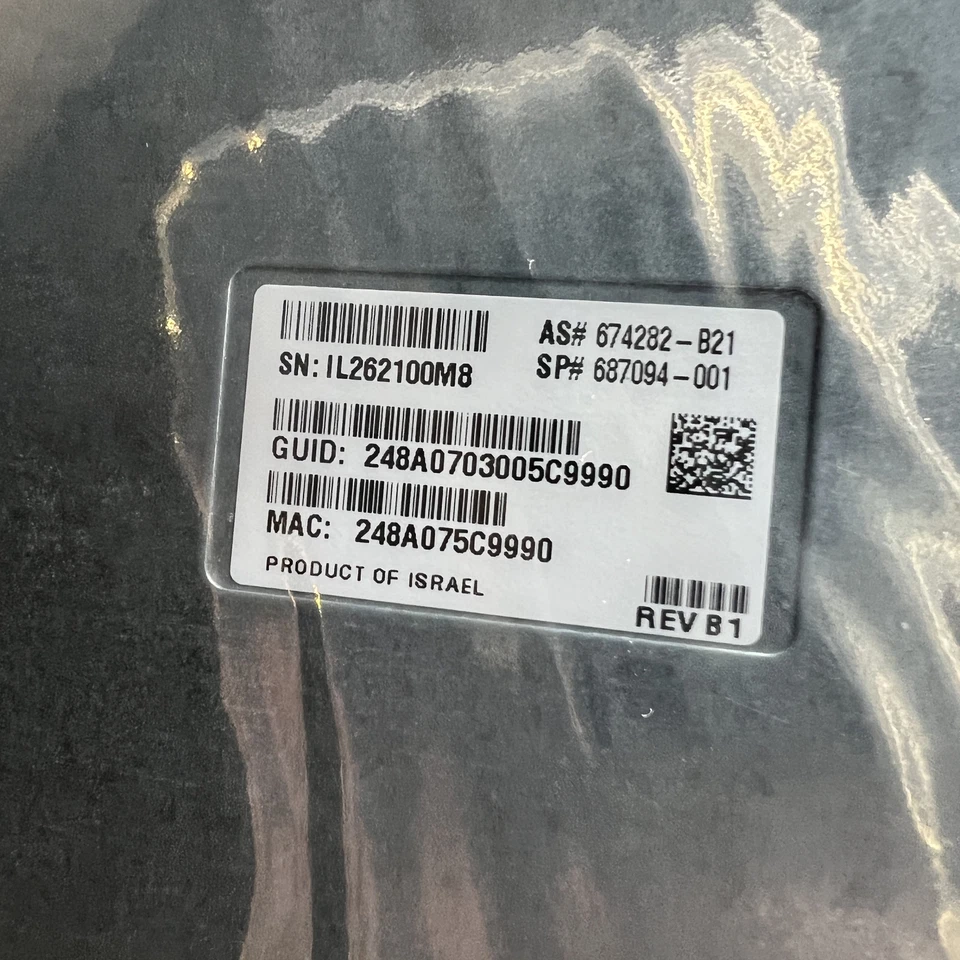 AS# 674282-B21
SN: IL262100M8
SP# 687094-001
GUID: 248A0703005C9990
MAC: 248A075C9990
PRODUCT OF ISRAEL
REV B1